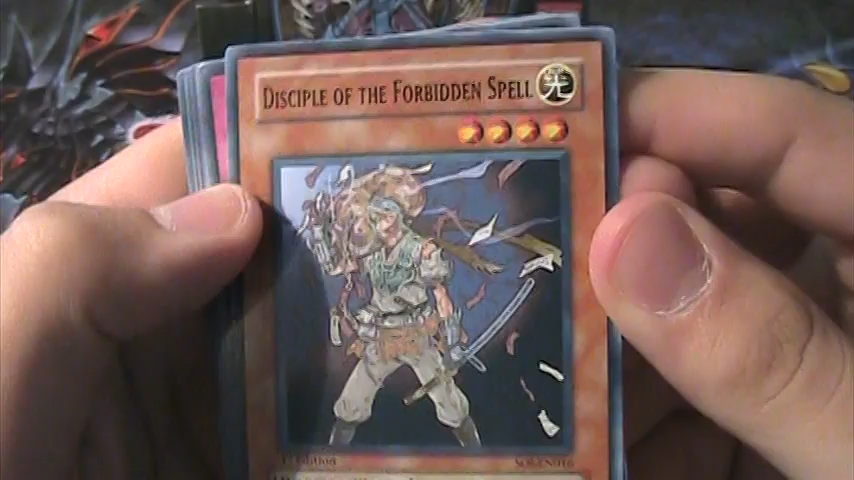 DISCIPLE OF THE FORBIDDEN SPELL
光
1st Edition